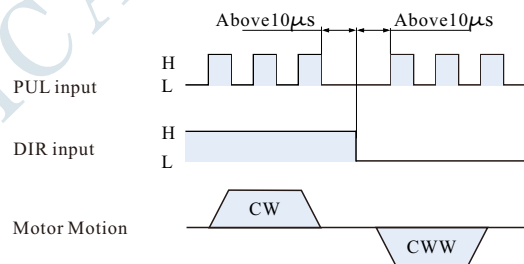 Above10μs Above10μs
H
PUL input L
H
DIR input L
CW
Motor Motion
CWW